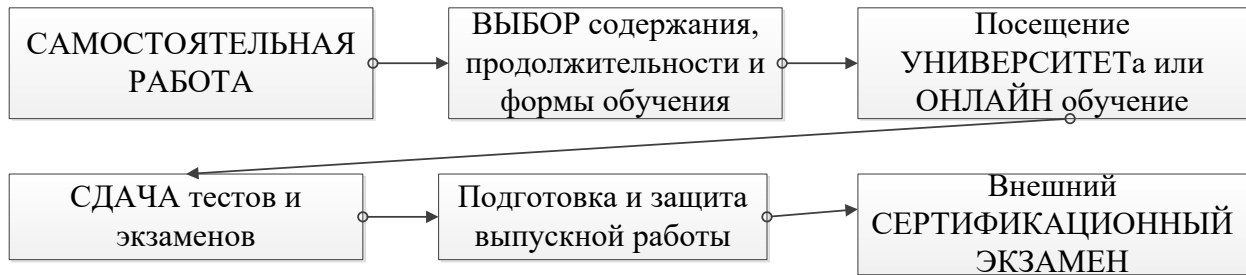 САМОСТОЯТЕЛЬНАЯ
РАБОТА
ВЫБОР содержания,
продолжительности и
формы обучения
Посещение
УНИВЕРСИТЕТа или
ОНЛАЙН обучение
СДАЧА тестов и
экзаменов
Подготовка и защита
выпускной работы
Внешний
СЕРТИФИКАЦИОННЫЙ
ЭКЗАМЕН